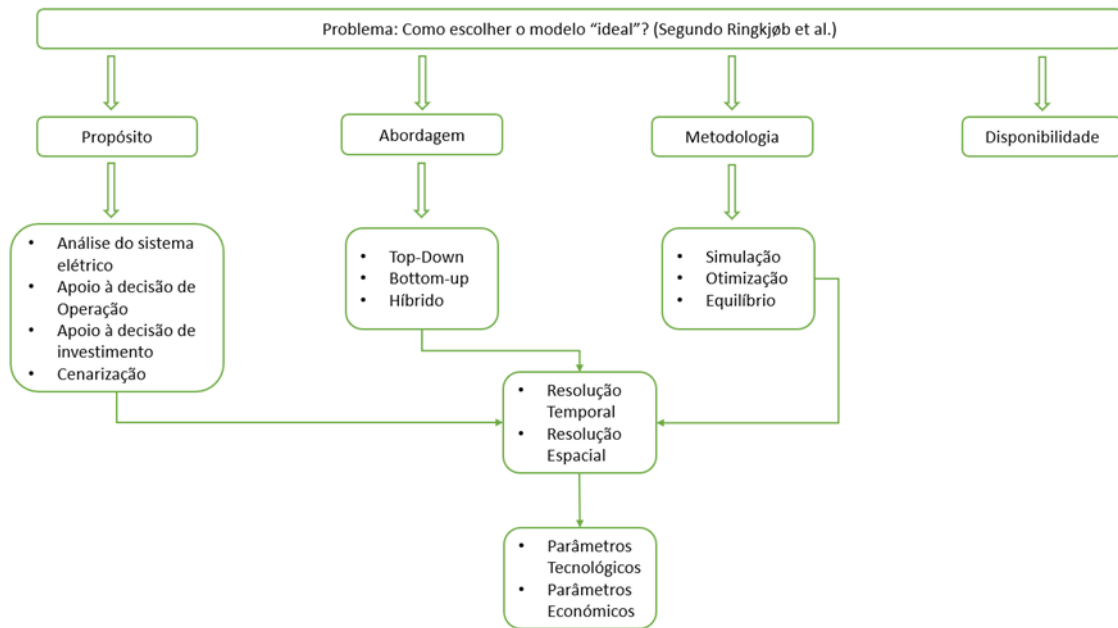 Problema: Como escolher o modelo “ideal”? (Segundo Ringkjøb et al.)
Propósito
Abordagem
Metodologia
Disponibilidade
• Análise do sistema
elétrico
• Apoio à decisão de
Operação
• Apoio à decisão de
investimento
• Cenarização
• Top-Down
• Bottom-up
• Híbrido
• Simulação
• Otimização
• Equilíbrio
• Resolução
Temporal
• Resolução
Espacial
• Parâmetros
Tecnológicos
• Parâmetros
Económicos